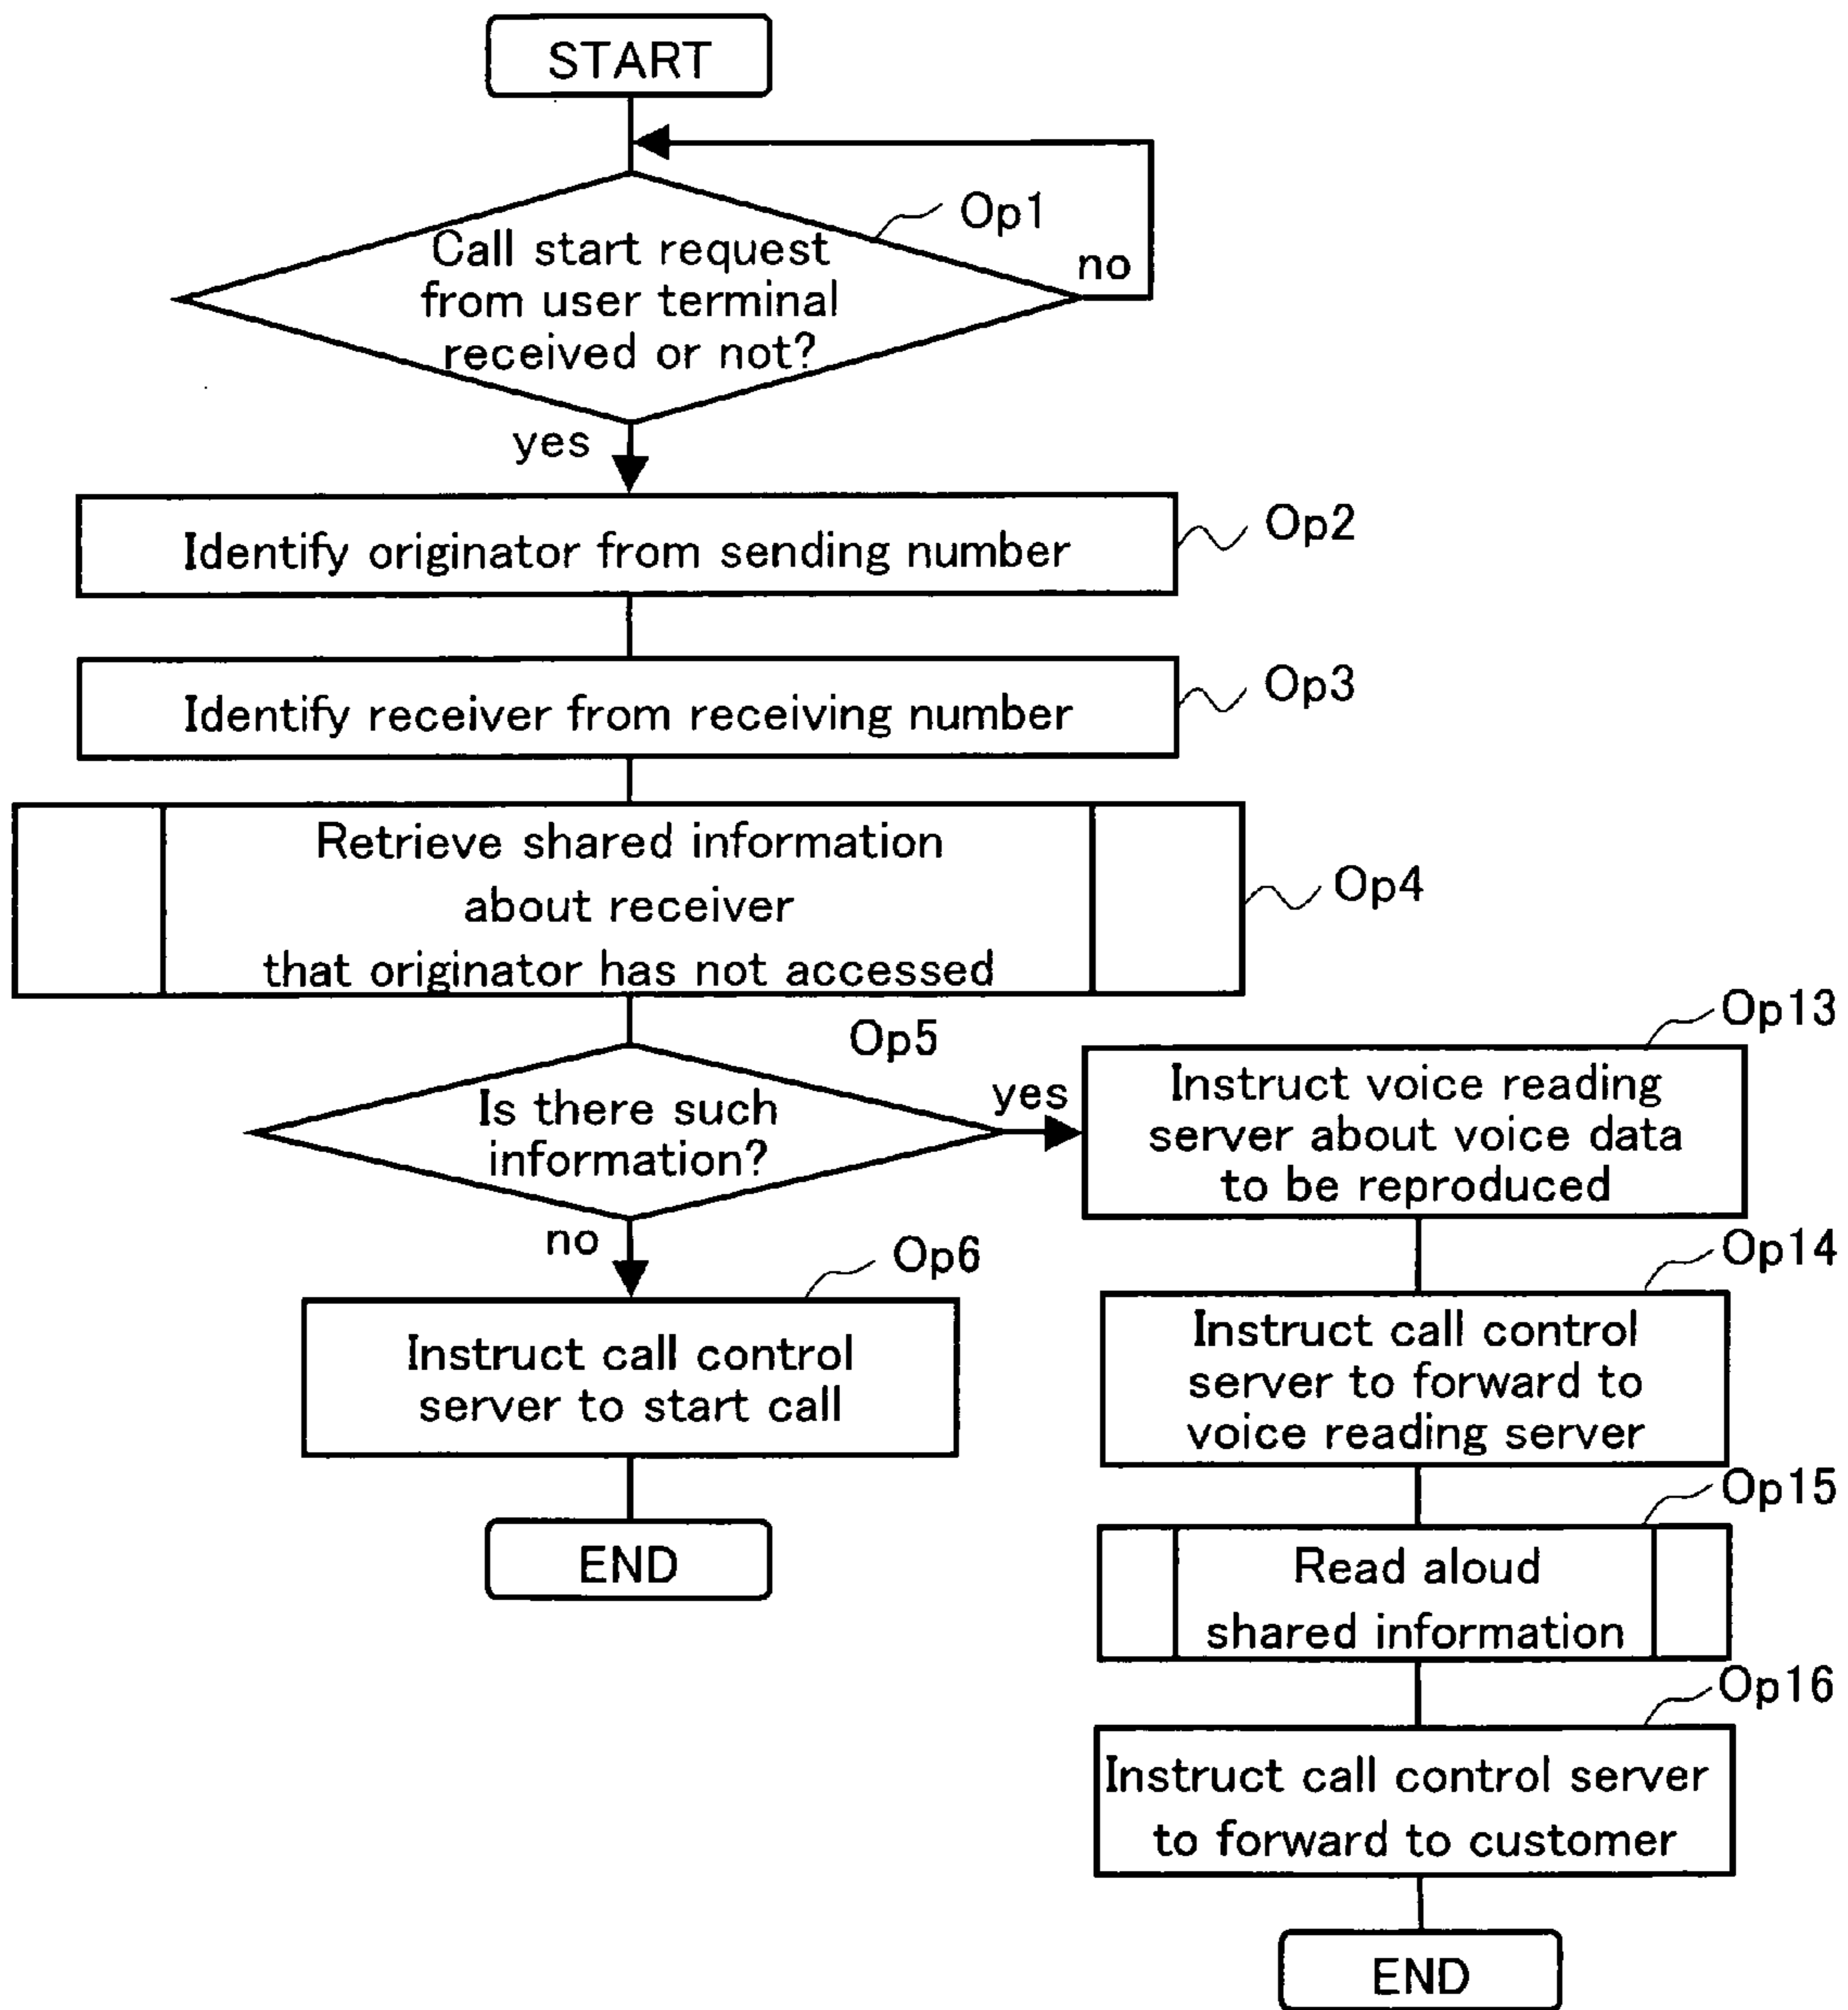 START
Op1
Call start request
from user terminal
received or not?
no
yes
Identify originator from sending number
Op2
Identify receiver from receiving number
Op3
Retrieve shared information
about receiver
that originator has not accessed
Op4
Op5
Is there such
information?
yes
no
Op6
Instruct call control
server to start call
END
Op13
Instruct voice reading
server about voice data
to be reproduced
Op14
Instruct call control
server to forward to
voice reading server
Op15
Read aloud
shared information
Op16
Instruct call control server
to forward to customer
END